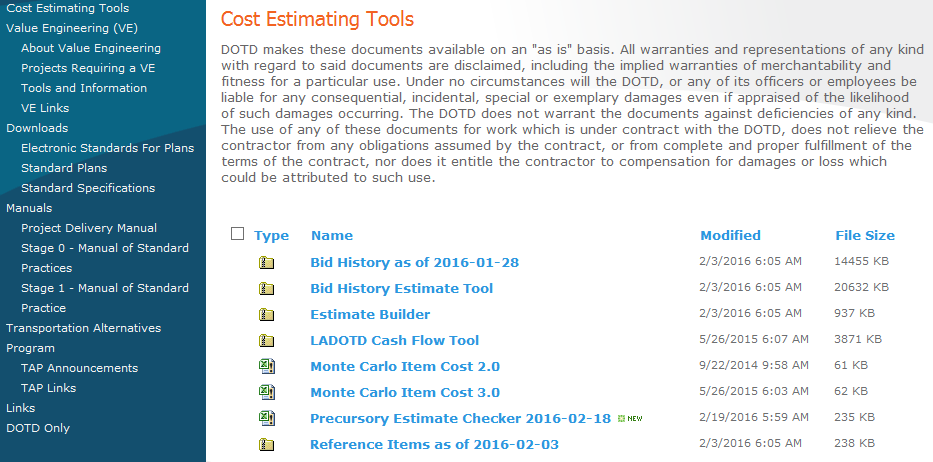 Cost Estimating Tools
Value Engineering (VE)
About Value Engineering
Projects Requiring a VE
Tools and Information
VE Links
Downloads
Electronic Standards For Plans
Standard Plans
Standard Specifications
Manuals
Project Delivery Manual
Stage 0 - Manual of Standard
Practices
Stage 1 - Manual of Standard
Practice
Transportation Alternatives
Program
TAP Announcements
TAP Links
Links
DOTD Only
Cost Estimating Tools
DOTD makes these documents available on an "as is" basis. All warranties and representations of any kind
with regard to said documents are disclaimed, including the implied warranties of merchantability and
fitness for a particular use. Under no circumstances will the DOTD, or any of its officers or employees be
liable for any consequential, incidental, special or exemplary damages even if appraised of the likelihood
of such damages occurring. The DOTD does not warrant the documents against deficiencies of any kind.
The use of any of these documents for work which is under contract with the DOTD, does not relieve the
contractor from any obligations assumed by the contract, or from complete and proper fulfillment of the
terms of the contract, nor does it entitle the contractor to compensation for damages or loss which
could be attributed to such use.
Type Name Modified File Size
Bid History as of 2016-01-28 2/3/2016 6:05 AM 14455 KB
Bid History Estimate Tool 2/3/2016 6:05 AM 20632 KB
Estimate Builder 2/3/2016 6:05 AM 937 KB
LADOTD Cash Flow Tool 5/26/2015 6:07 AM 3871 KB
Monte Carlo Item Cost 2.0 9/22/2014 9:58 AM 61 KB
Monte Carlo Item Cost 3.0 5/26/2015 6:03 AM 62 KB
Precursory Estimate Checker 2016-02-18 NEW 2/19/2016 5:59 AM 235 KB
Reference Items as of 2016-02-03 2/3/2016 6:05 AM 238 KB